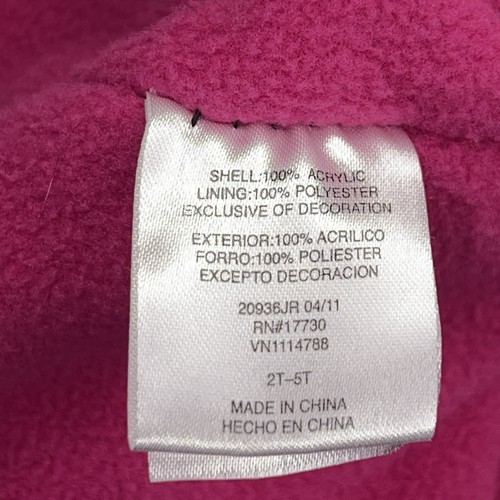 SHELL:100% ACRYLIC
LINING:100% POLYESTER
EXCLUSIVE OF DECORATION
EXTERIOR:100% ACRILICO
FORRO:100% POLIESTER
EXCEPTO DECORACION
20936JR 04/11
RN#17730
VN1114788
2T–5T
MADE IN CHINA
HECHO EN CHINA